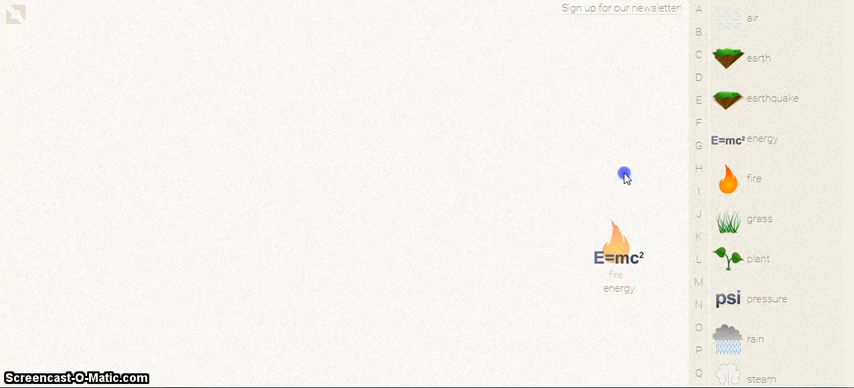 Sign up for our newsletter!
A
B
C
D
E
F
G
H
I
J
K
L
M
N
O
P
Q
air
earth
earthquake
E=mc² energy
fire
grass
plant
psi pressure
rain
steam
E=mc²
fire
energy
Screencast-O-Matic.com